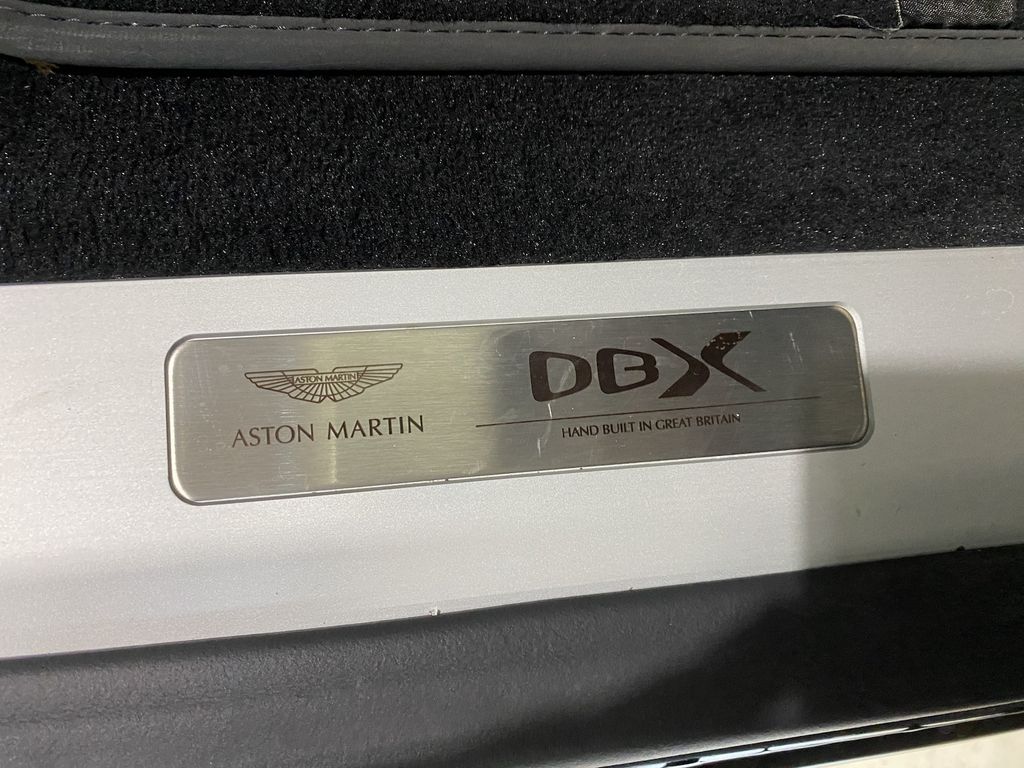 ASTON MARTIN
ASTON MARTIN
DBX
HAND BUILT IN GREAT BRITAIN